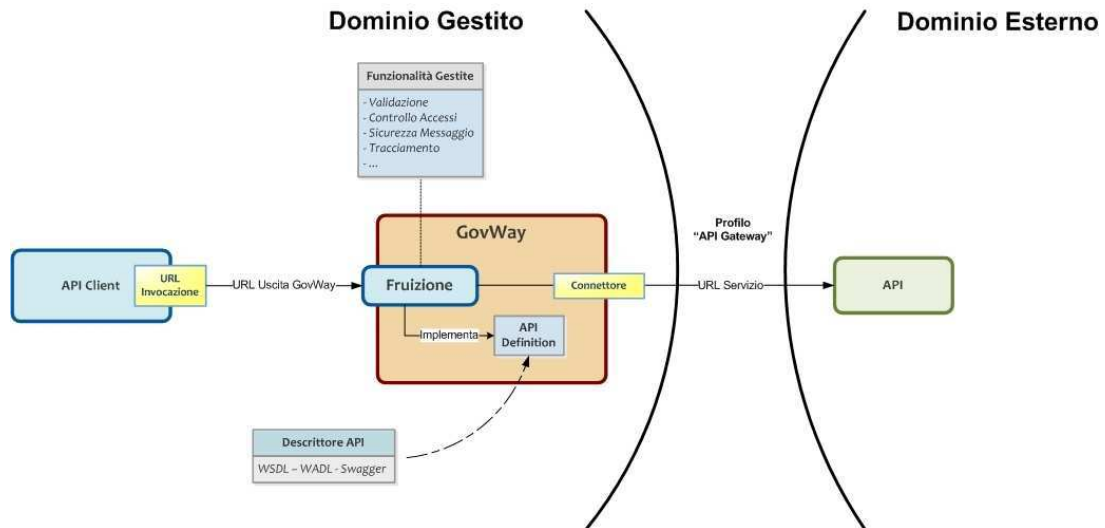 Dominio Gestito
Dominio Esterno
Funzionalità Gestite
- Validazione
- Controllo Accessi
- Sicurezza Messaggio
- Tracciamento
- ...
GovWay
Profilo
“API Gateway”
API Client
URL
Invocazione
URL Uscita GovWay
Fruizione
Connettore
URL Servizio
API
Implementa
API
Definition
Descrittore API
WSDL – WADL - Swagger